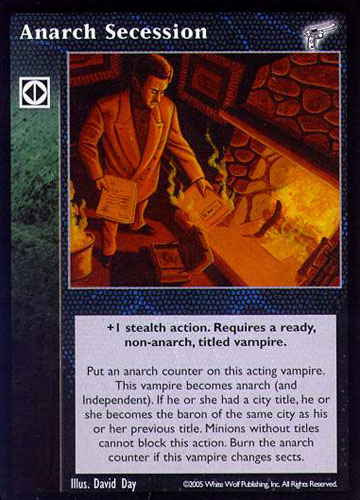 Anarch Secession
+1 stealth action. Requires a ready,
non-anarch, titled vampire.
Put an anarch counter on this acting vampire.
This vampire becomes anarch (and
Independent). If he or she had a city title, he or
she becomes the baron of the same city as his
or her previous title. Minions without titles
cannot block this action. Burn the anarch
counter if this vampire changes sects.
Illus. David Day
©2005 White Wolf Publishing, Inc. All Rights Reserved.